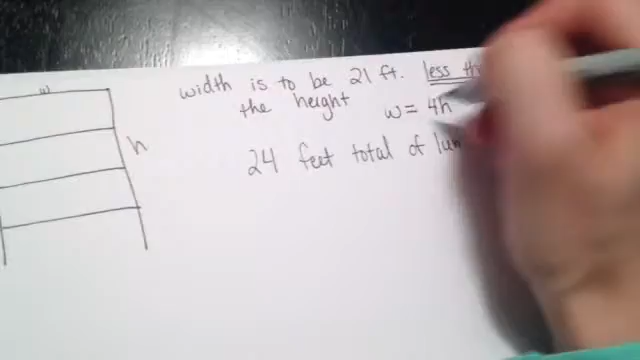 w
width is to be 21 ft. less
the height w = 4h
h
24 feet total of